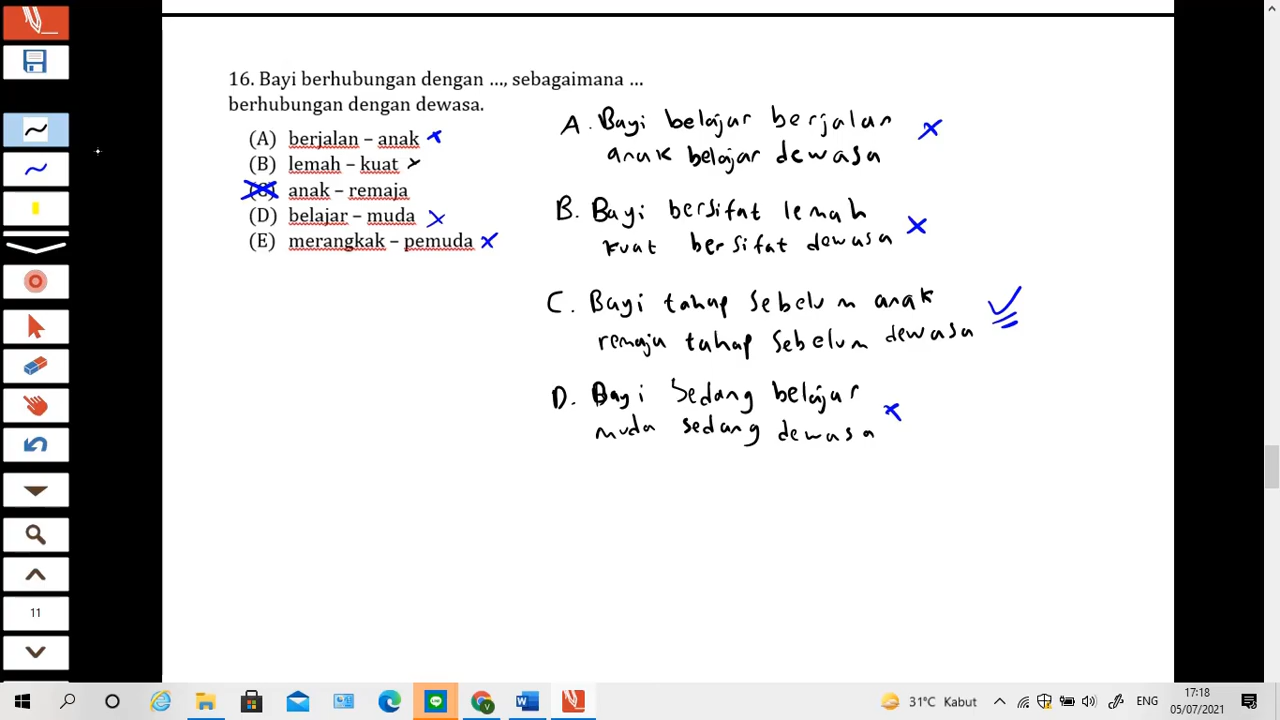 16. Bayi berhubungan dengan ..., sebagaimana ...
berhubungan dengan dewasa.
(A) berjalan – anak
(B) lemah – kuat
(C) anak – remaja
(D) belajar – muda
(E) merangkak – pemuda
A. Bayi belajar berjalan
anak belajar dewasa
B. Bayi bersifat lemah
kuat bersifat dewasa
C. Bayi tahap sebelum anak
remaja tahap sebelum dewasa
D. Bayi sedang belajar
muda sedang dewasa
11
31°C Kabut
ENG
17:18
05/07/2021